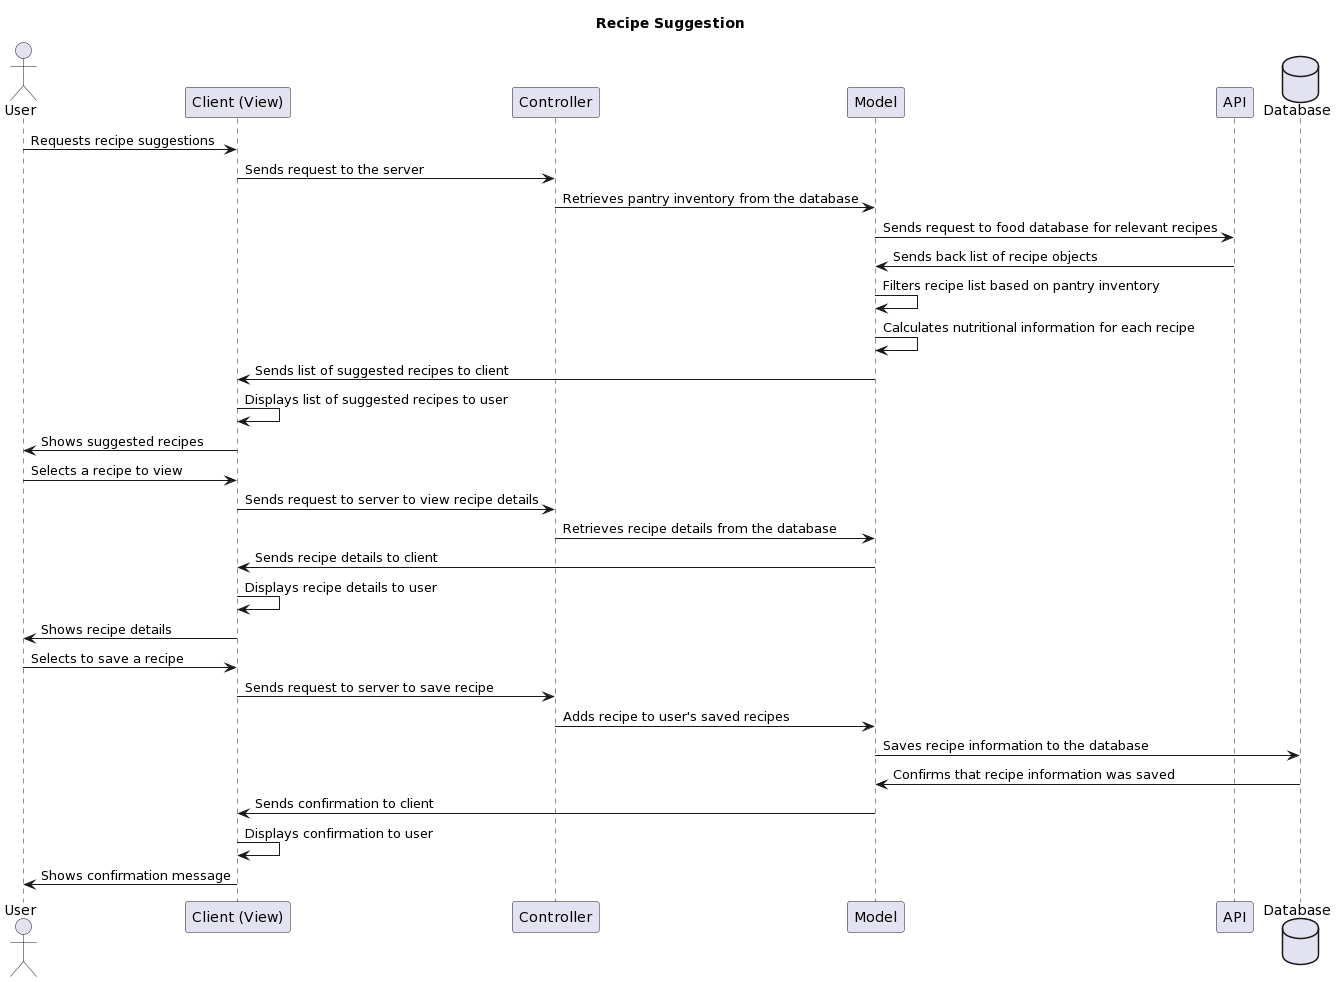 Recipe Suggestion
User
Client (View)
Controller
Model
API
Database
Requests recipe suggestions
Sends request to the server
Retrieves pantry inventory from the database
Sends request to food database for relevant recipes
Sends back list of recipe objects
Filters recipe list based on pantry inventory
Calculates nutritional information for each recipe
Sends list of suggested recipes to client
Displays list of suggested recipes to user
Shows suggested recipes
Selects a recipe to view
Sends request to server to view recipe details
Retrieves recipe details from the database
Sends recipe details to client
Displays recipe details to user
Shows recipe details
Selects to save a recipe
Sends request to server to save recipe
Adds recipe to user's saved recipes
Saves recipe information to the database
Confirms that recipe information was saved
Sends confirmation to client
Displays confirmation to user
Shows confirmation message
User
Client (View)
Controller
Model
API
Database